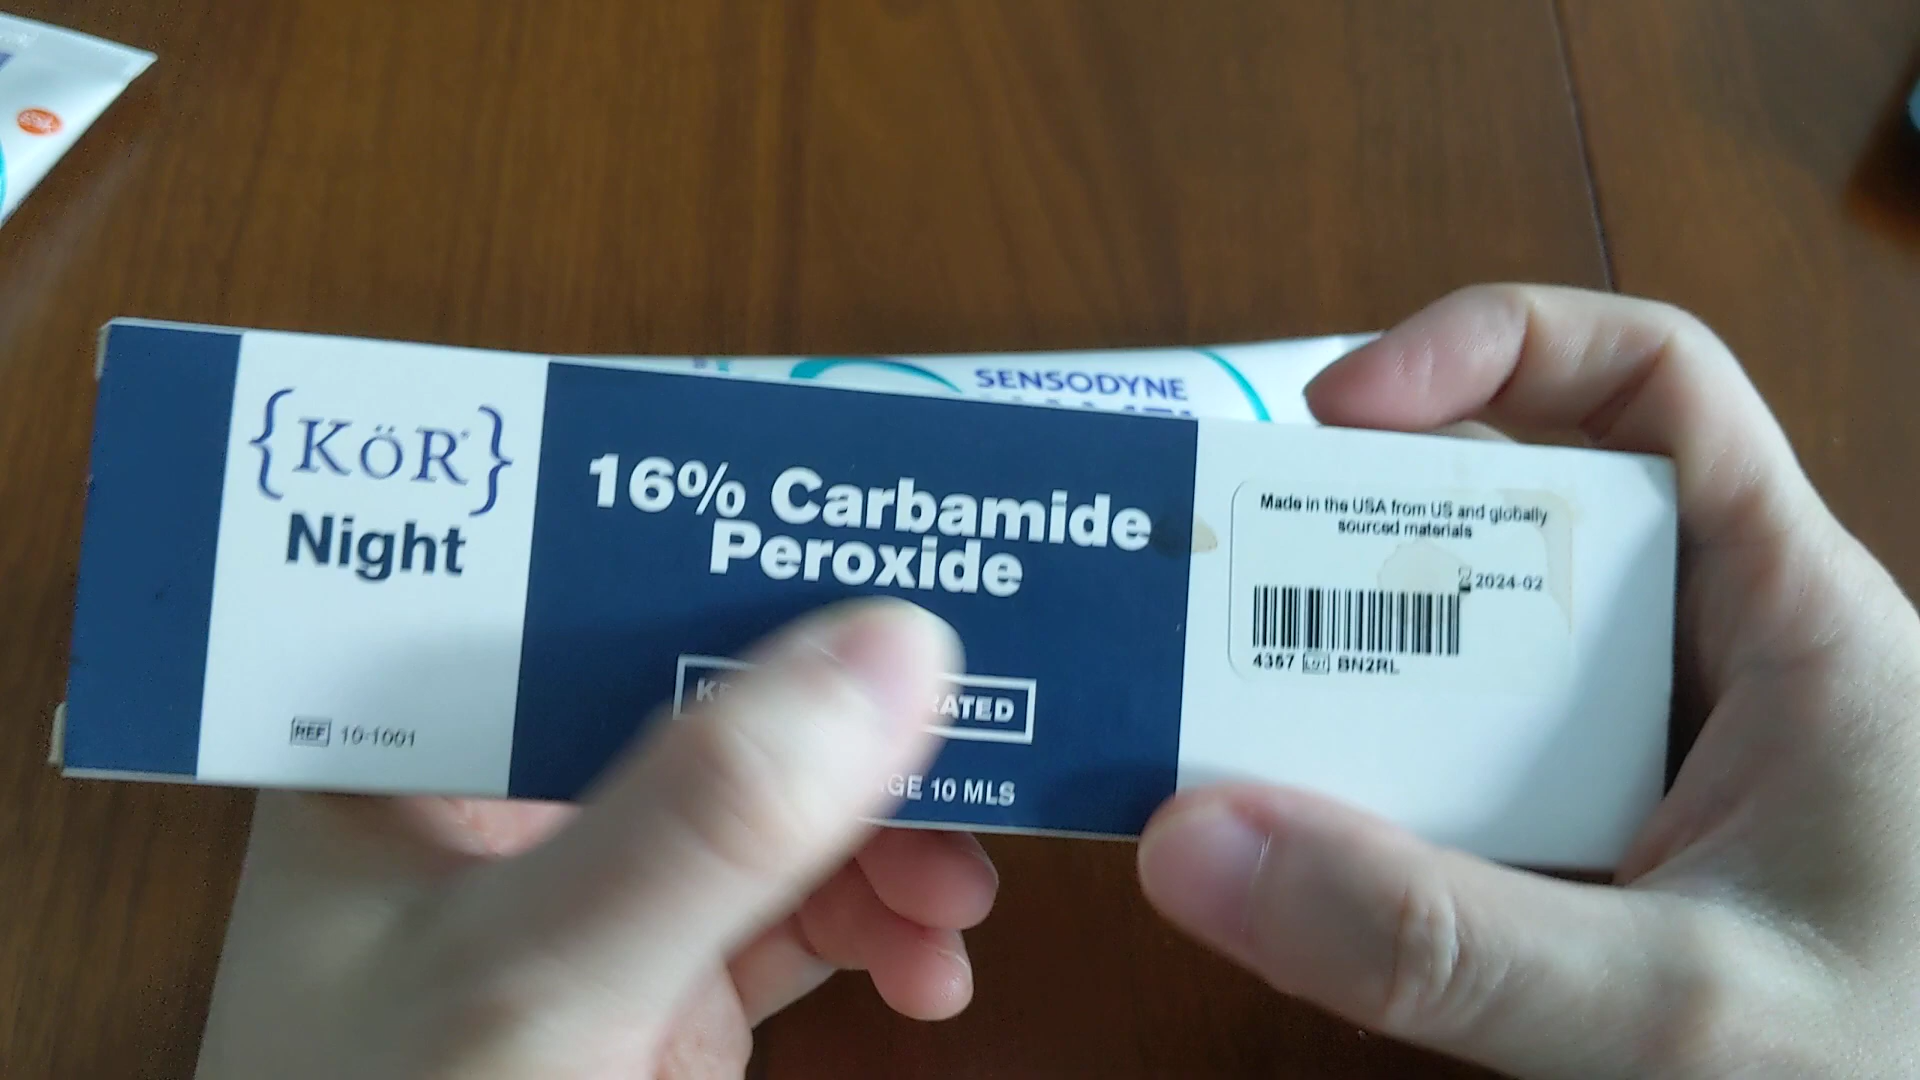 SENSODYNE
{KöR}
Night
REF 10-1001
16% Carbamide
Peroxide
RATED
10 MLS
Made in the USA from US and globally
sourced materials
2024-02
4357 LOT BN2RL